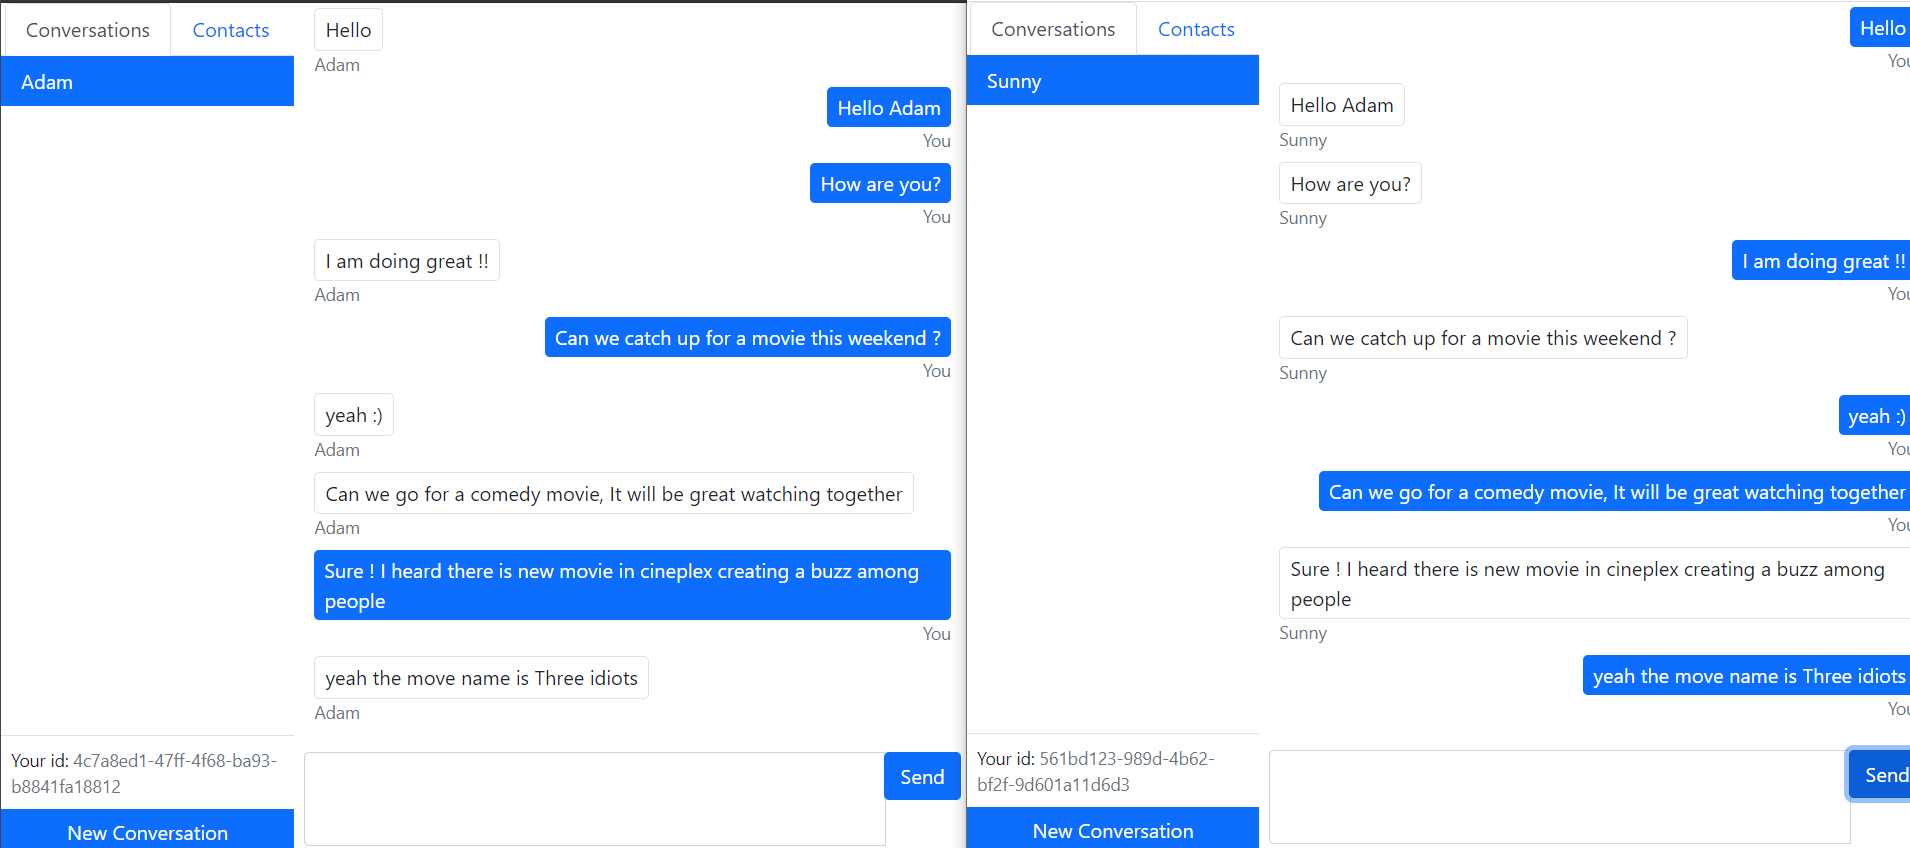 Conversations
Contacts
Adam
Hello
Adam
Hello Adam
You
How are you?
You
I am doing great !!
Adam
Can we catch up for a movie this weekend ?
You
yeah :)
Adam
Can we go for a comedy movie, It will be great watching together
Adam
Sure ! I heard there is new movie in cineplex creating a buzz among
people
You
yeah the move name is Three idiots
Adam
Your id: 4c7a8ed1-47ff-4f68-ba93-
b8841fa18812
Send
New Conversation
Conversations
Contacts
Sunny
Hello
You
Hello Adam
Sunny
How are you?
Sunny
I am doing great !!
You
Can we catch up for a movie this weekend ?
Sunny
yeah :)
You
Can we go for a comedy movie, It will be great watching together
You
Sure ! I heard there is new movie in cineplex creating a buzz among
people
Sunny
yeah the move name is Three idiots
You
Your id: 561bd123-989d-4b62-
bf2f-9d601a11d6d3
Send
New Conversation